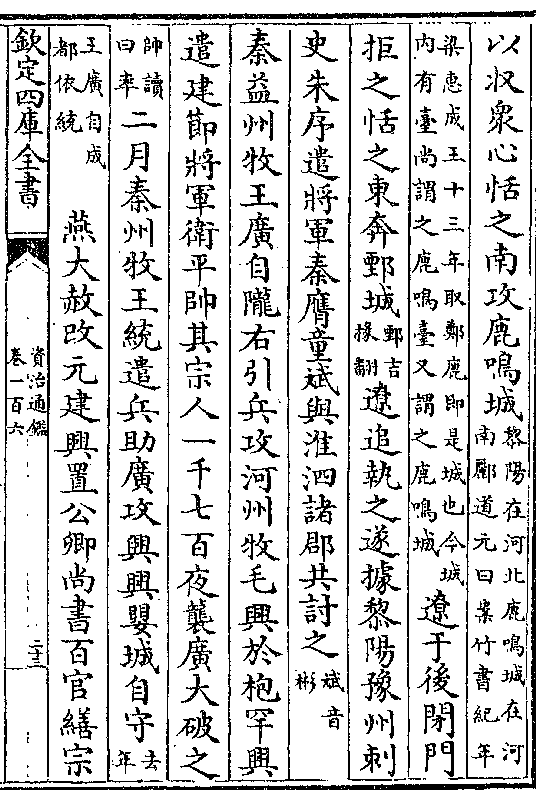 以収衆心恬之南攻鹿鳴城黎陽在河北鹿鳴城在河南酈道元曰案竹書紀年
梁惠成王十三年取鄭鹿即是城也今城内有臺尚謂之鹿鳴臺又謂之鹿鳴城遼于後閉門
拒之恬之東奔鄄城鄄吉掾翻遼追執之遂據黎陽豫州刺
史朱序遣將軍秦膺童斌與淮泗諸郡共討之斌音彬
秦益州牧王廣自隴右引兵攻河州牧毛興於枹罕興
遣建節將軍衛平帥其宗人一千七百夜襲廣大破之
帥讀曰率二月秦州牧王統遣兵助廣攻興興嬰城自守去年
王廣自成都依統燕大赦改元建興置公卿尚書百官繕宗
欽定四庫全書
資治通鑑
卷一百六
二十三